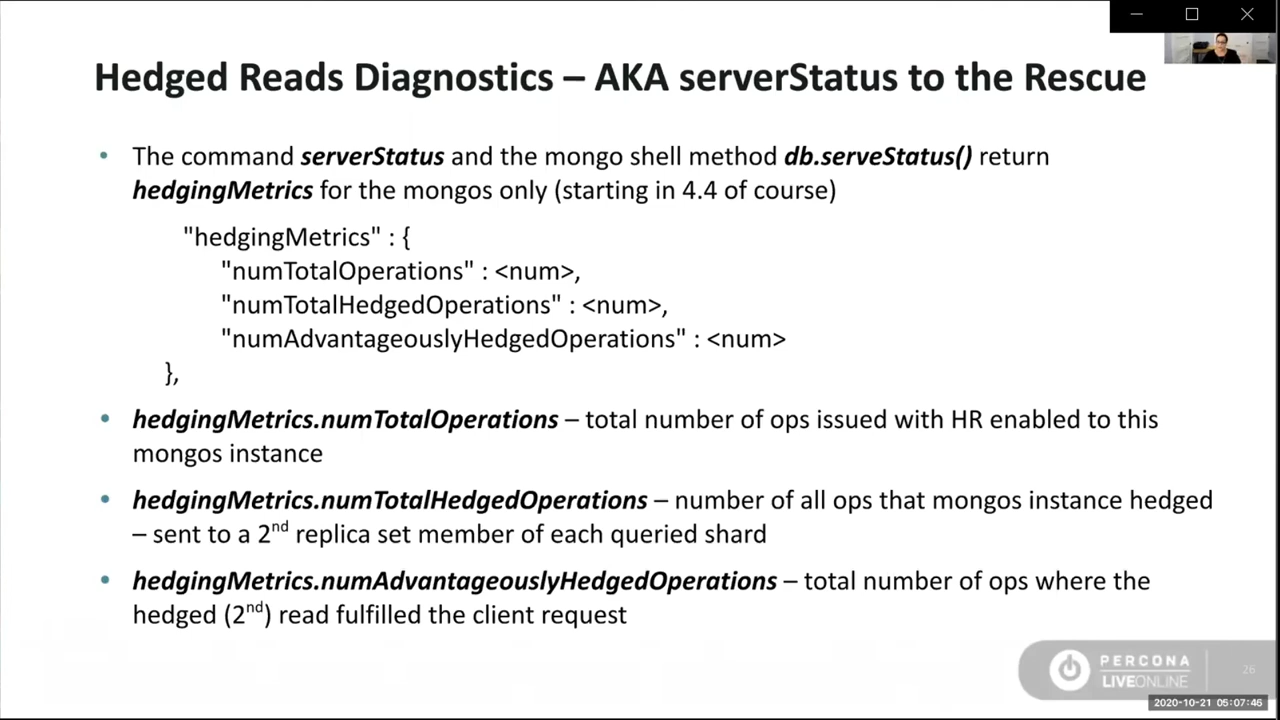 Hedged Reads Diagnostics – AKA serverStatus to the Rescue
• The command serverStatus and the mongo shell method db.serveStatus() return
hedgingMetrics for the mongos only (starting in 4.4 of course)
"hedgingMetrics" : {
"numTotalOperations" : <num>,
"numTotalHedgedOperations" : <num>,
"numAdvantageouslyHedgedOperations" : <num>
},
• hedgingMetrics.numTotalOperations – total number of ops issued with HR enabled to this
mongos instance
• hedgingMetrics.numTotalHedgedOperations – number of all ops that mongos instance hedged
– sent to a 2nd replica set member of each queried shard
• hedgingMetrics.numAdvantageouslyHedgedOperations – total number of ops where the
hedged (2nd) read fulfilled the client request
PERCONA
LIVEONLINE
26
2020-10-21 05:07:46